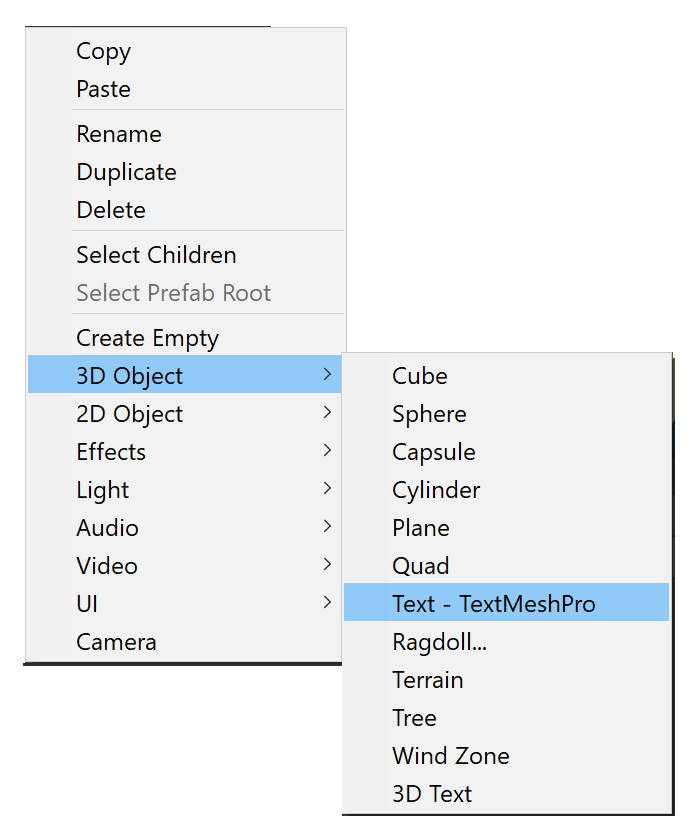 Copy
Paste
Rename
Duplicate
Delete
Select Children
Select Prefab Root
Create Empty
3D Object
2D Object
Effects
Light
Audio
Video
UI
Camera
Cube
Sphere
Capsule
Cylinder
Plane
Quad
Text - TextMeshPro
Ragdoll...
Terrain
Tree
Wind Zone
3D Text